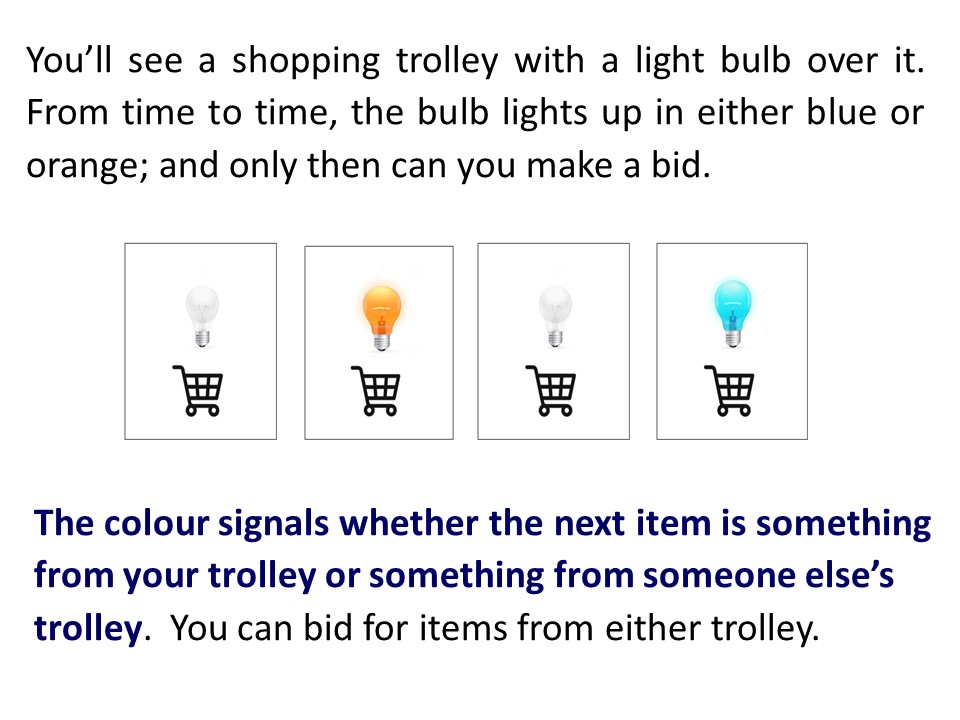 You’ll see a shopping trolley with a light bulb over it.
From time to time, the bulb lights up in either blue or
orange; and only then can you make a bid.
The colour signals whether the next item is something
from your trolley or something from someone else’s
trolley.  You can bid for items from either trolley.